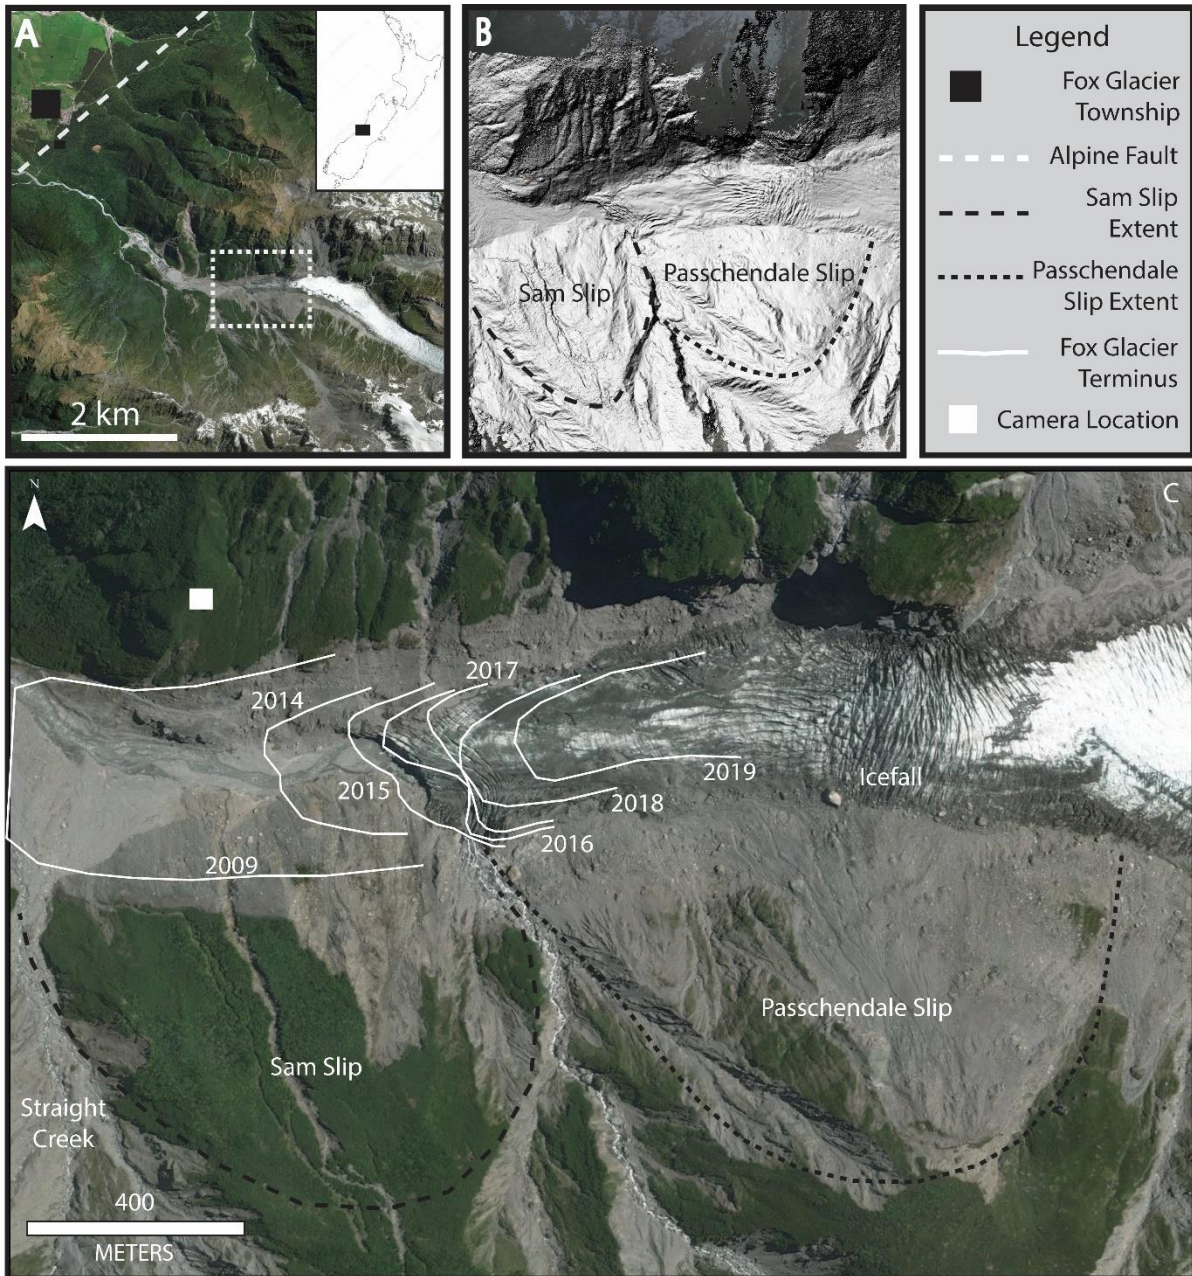 A
2 km
B
Sam Slip
Passchendale Slip
Legend
Fox Glacier
Township
Alpine Fault
Sam Slip
Extent
Passchendale
Slip Extent
Fox Glacier
Terminus
Camera Location
N
C
2017
2014
2015
2019
Icefall
2018
2016
2009
Passchendale Slip
Sam Slip
Straight
Creek
400
METERS